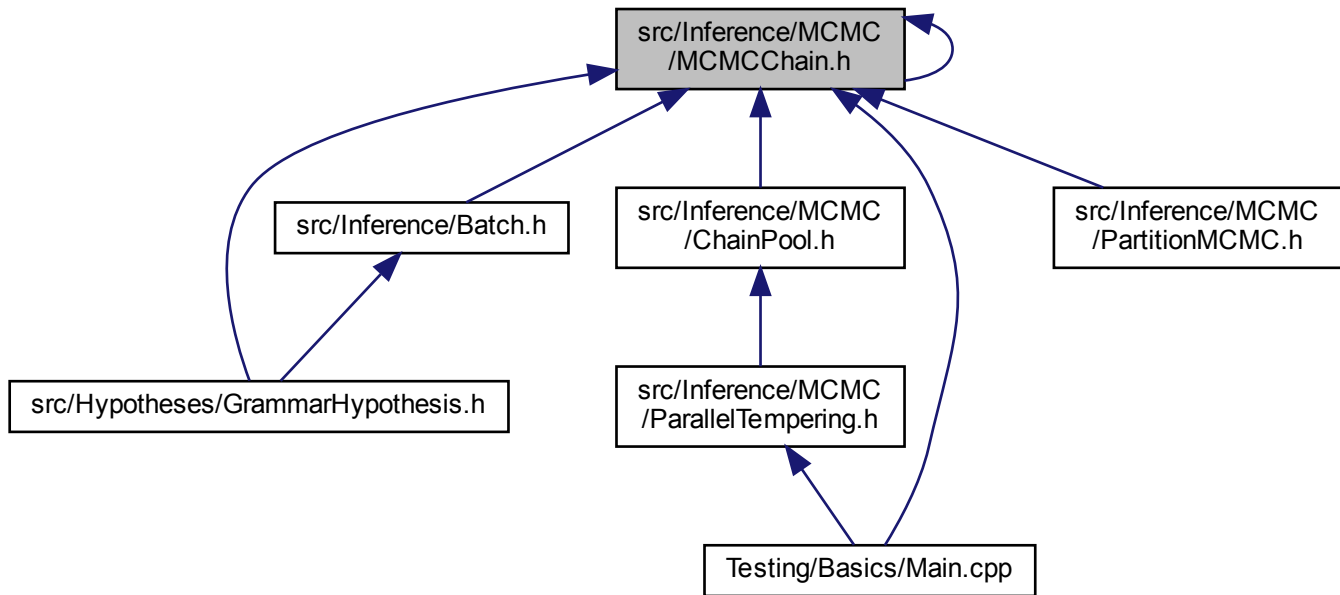 src/Inference/MCMC
/MCMCChain.h
src/Inference/Batch.h
src/Inference/MCMC
/ChainPool.h
src/Inference/MCMC
/PartitionMCMC.h
src/Hypotheses/GrammarHypothesis.h
src/Inference/MCMC
/ParallelTempering.h
Testing/Basics/Main.cpp